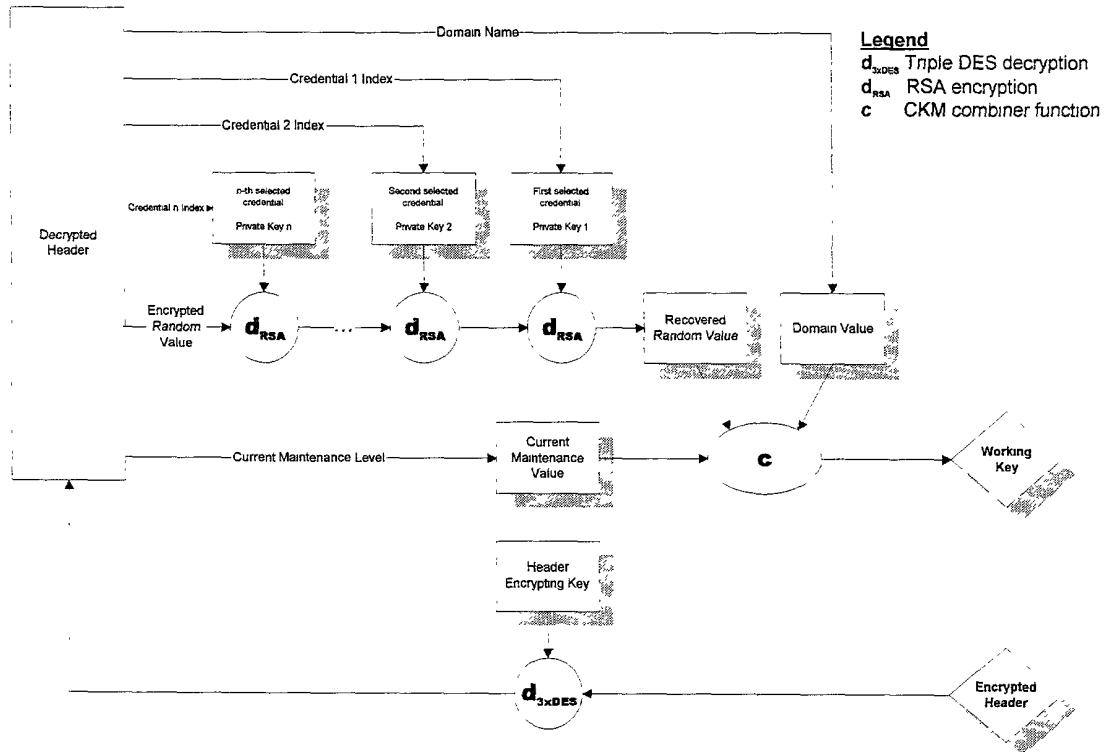 Domain Name
Legend
d3xDES Triple DES decryption
dRSA RSA encryption
c CKM combiner function
Credential 1 Index
Credential 2 Index
Credential n Index
n-th selected
credential
Private Key n
Second selected
credential
Private Key 2
First selected
credential
Private Key 1
Decrypted
Header
Encrypted
Random
Value
dRSA
...
dRSA
dRSA
Recovered
Random Value
Domain Value
Current Maintenance Level
Current
Maintenance
Value
c
Working
Key
Header
Encrypting Key
d3xDES
Encrypted
Header